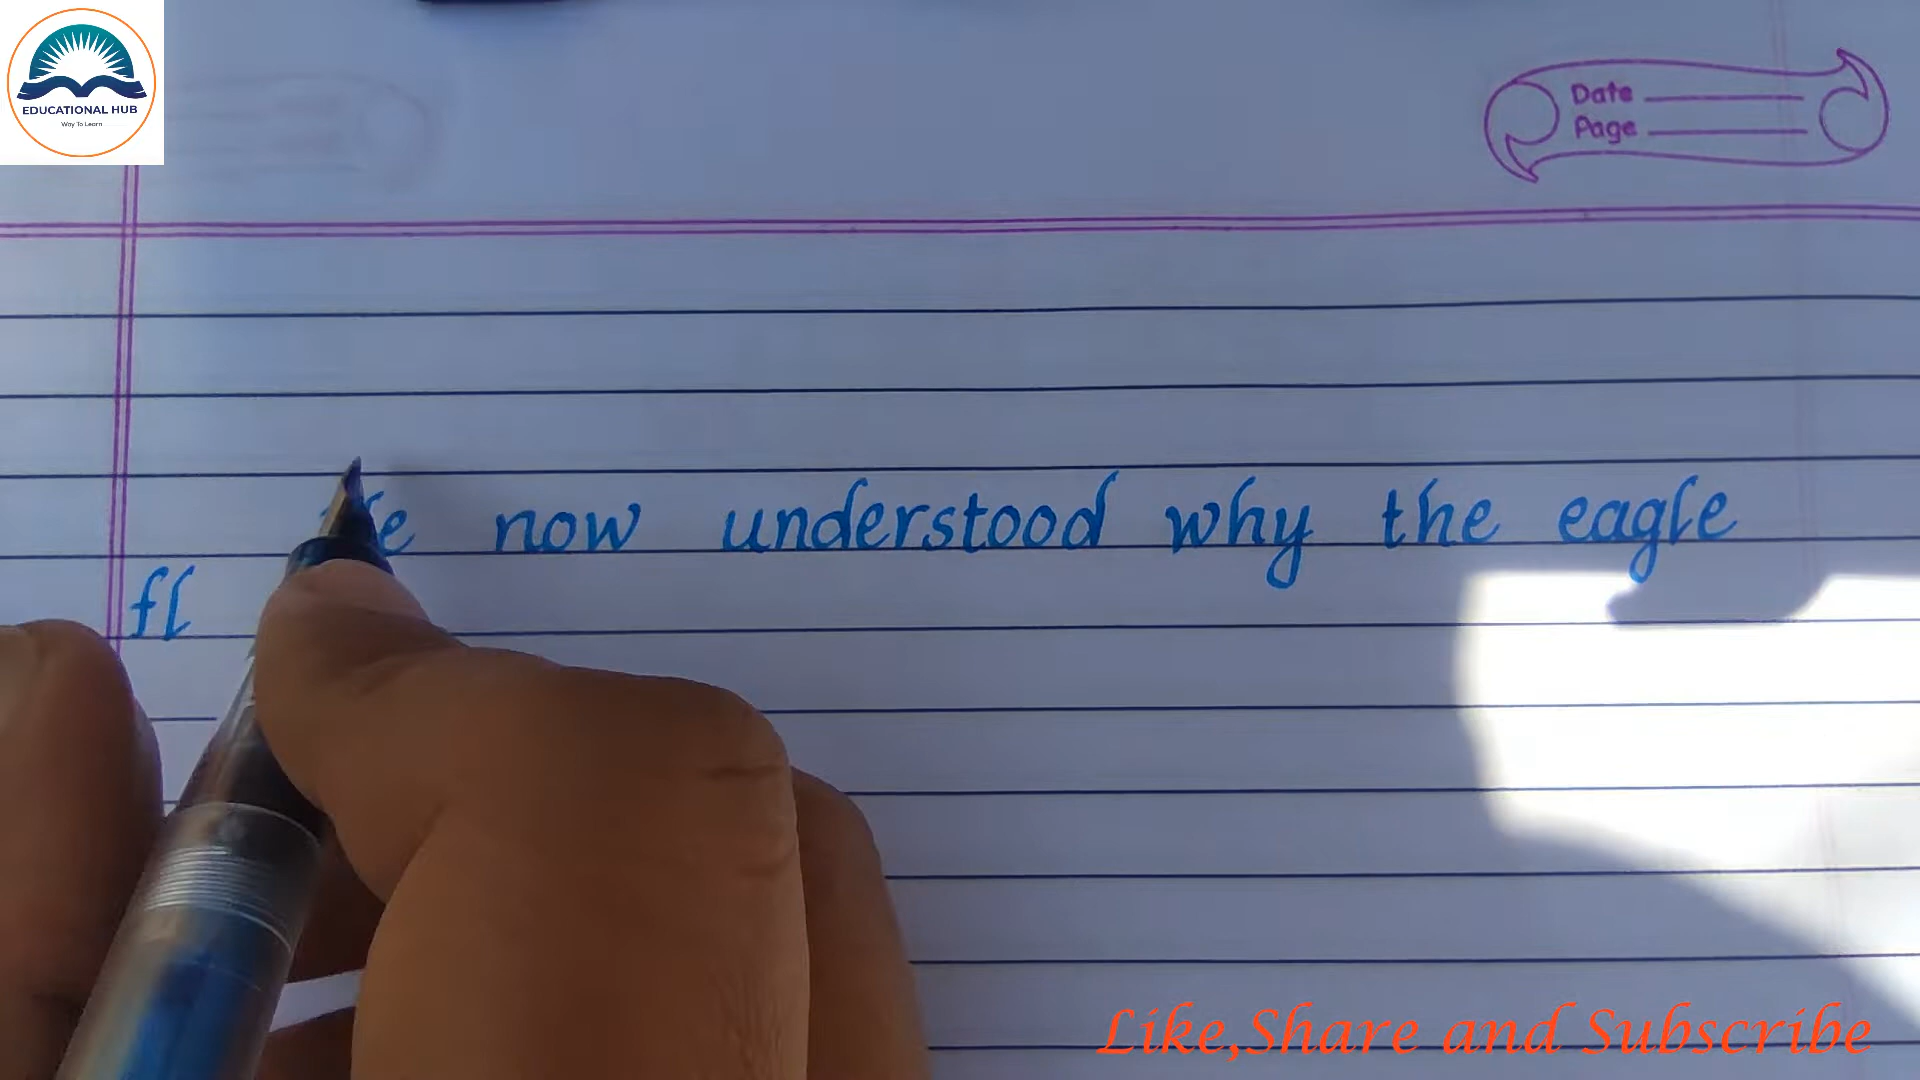 EDUCATIONAL HUB
Way To Learn
Date
Page
now understood why the eagle
fl
Like,Share and Subscribe